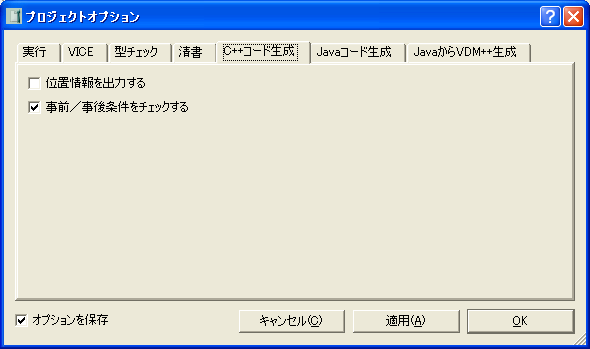 プロジェクトオプション
実行 VICE 型チェック 清書 C++コード生成 Javaコード生成 JavaからVDM++生成
位置情報を出力する
事前／事後条件をチェックする
オプションを保存 キャンセル(C) 適用(A) OK